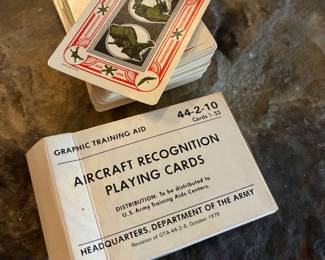 GRAPHIC TRAINING AID
44-2-10
Cards 1-53
AIRCRAFT RECOGNITION
PLAYING CARDS
DISTRIBUTION: To be distributed to
U.S. Army Training Aids Centers.
HEADQUARTERS, DEPARTMENT OF THE ARMY
Revision of GTA 44-2-8, October 1979